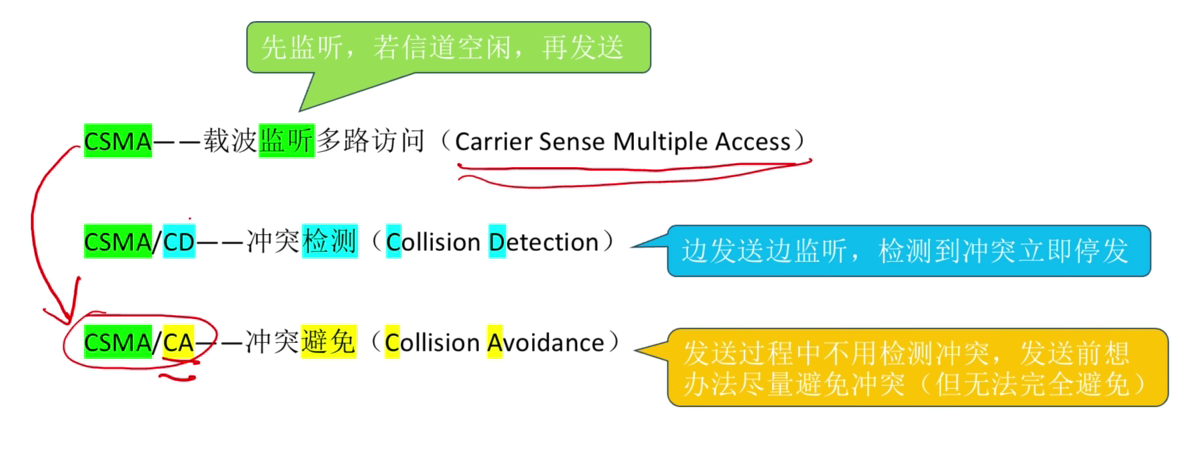 先监听，若信道空闲，再发送
CSMA——载波监听多路访问（Carrier Sense Multiple Access）
CSMA/CD——冲突检测（Collision Detection）
边发送边监听，检测到冲突立即停发
CSMA/CA——冲突避免（Collision Avoidance）
发送过程中不用检测冲突，发送前想
办法尽量避免冲突（但无法完全避免）